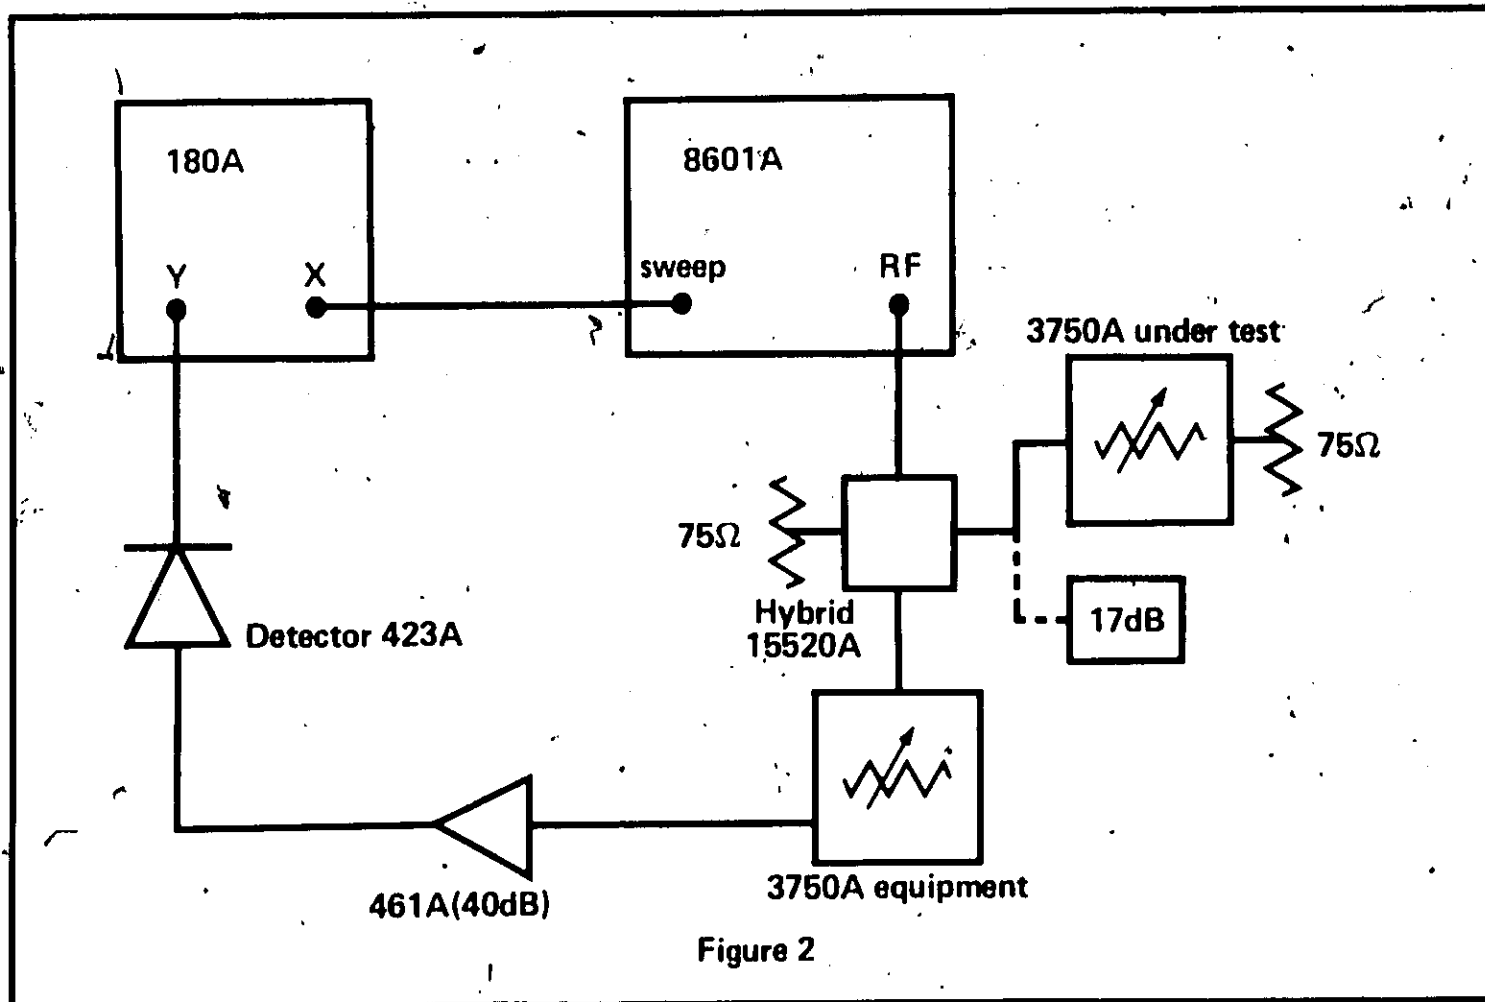 180A
8601A
Y
X
sweep
RF
3750A under test
75Ω
75Ω
Hybrid
15520A
17dB
Detector 423A
461A(40dB)
3750A equipment
Figure 2